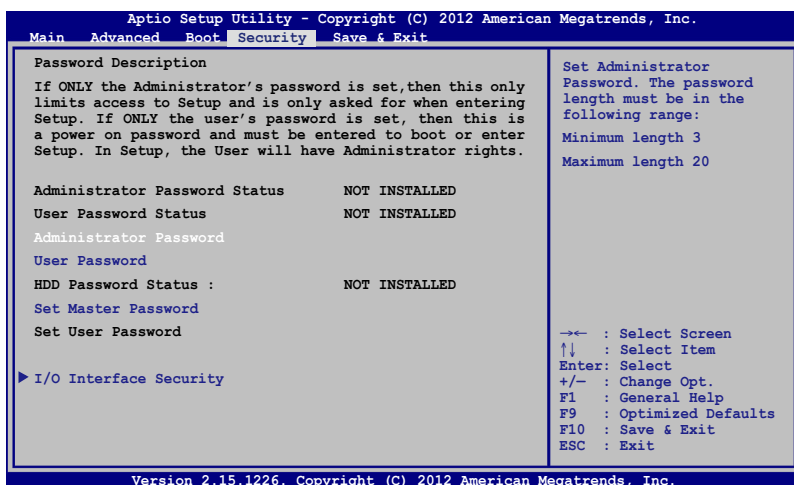 Aptio Setup Utility - Copyright (C) 2012 American Megatrends, Inc.
Main Advanced Boot Security Save & Exit
Password Description
If ONLY the Administrator's password is set,then this only
limits access to Setup and is only asked for when entering
Setup. If ONLY the user's password is set, then this is
a power on password and must be entered to boot or enter
Setup. In Setup, the User will have Administrator rights.
Administrator Password Status NOT INSTALLED
User Password Status NOT INSTALLED
Administrator Password
User Password
HDD Password Status : NOT INSTALLED
Set Master Password
Set User Password
▶ I/O Interface Security
Set Administrator
Password. The password
length must be in the
following range:
Minimum length 3
Maximum length 20
→← : Select Screen
↑↓ : Select Item
Enter: Select
+/— : Change Opt.
F1 : General Help
F9 : Optimized Defaults
F10 : Save & Exit
ESC : Exit
Version 2.15.1226. Copyright (C) 2012 American Megatrends, Inc.